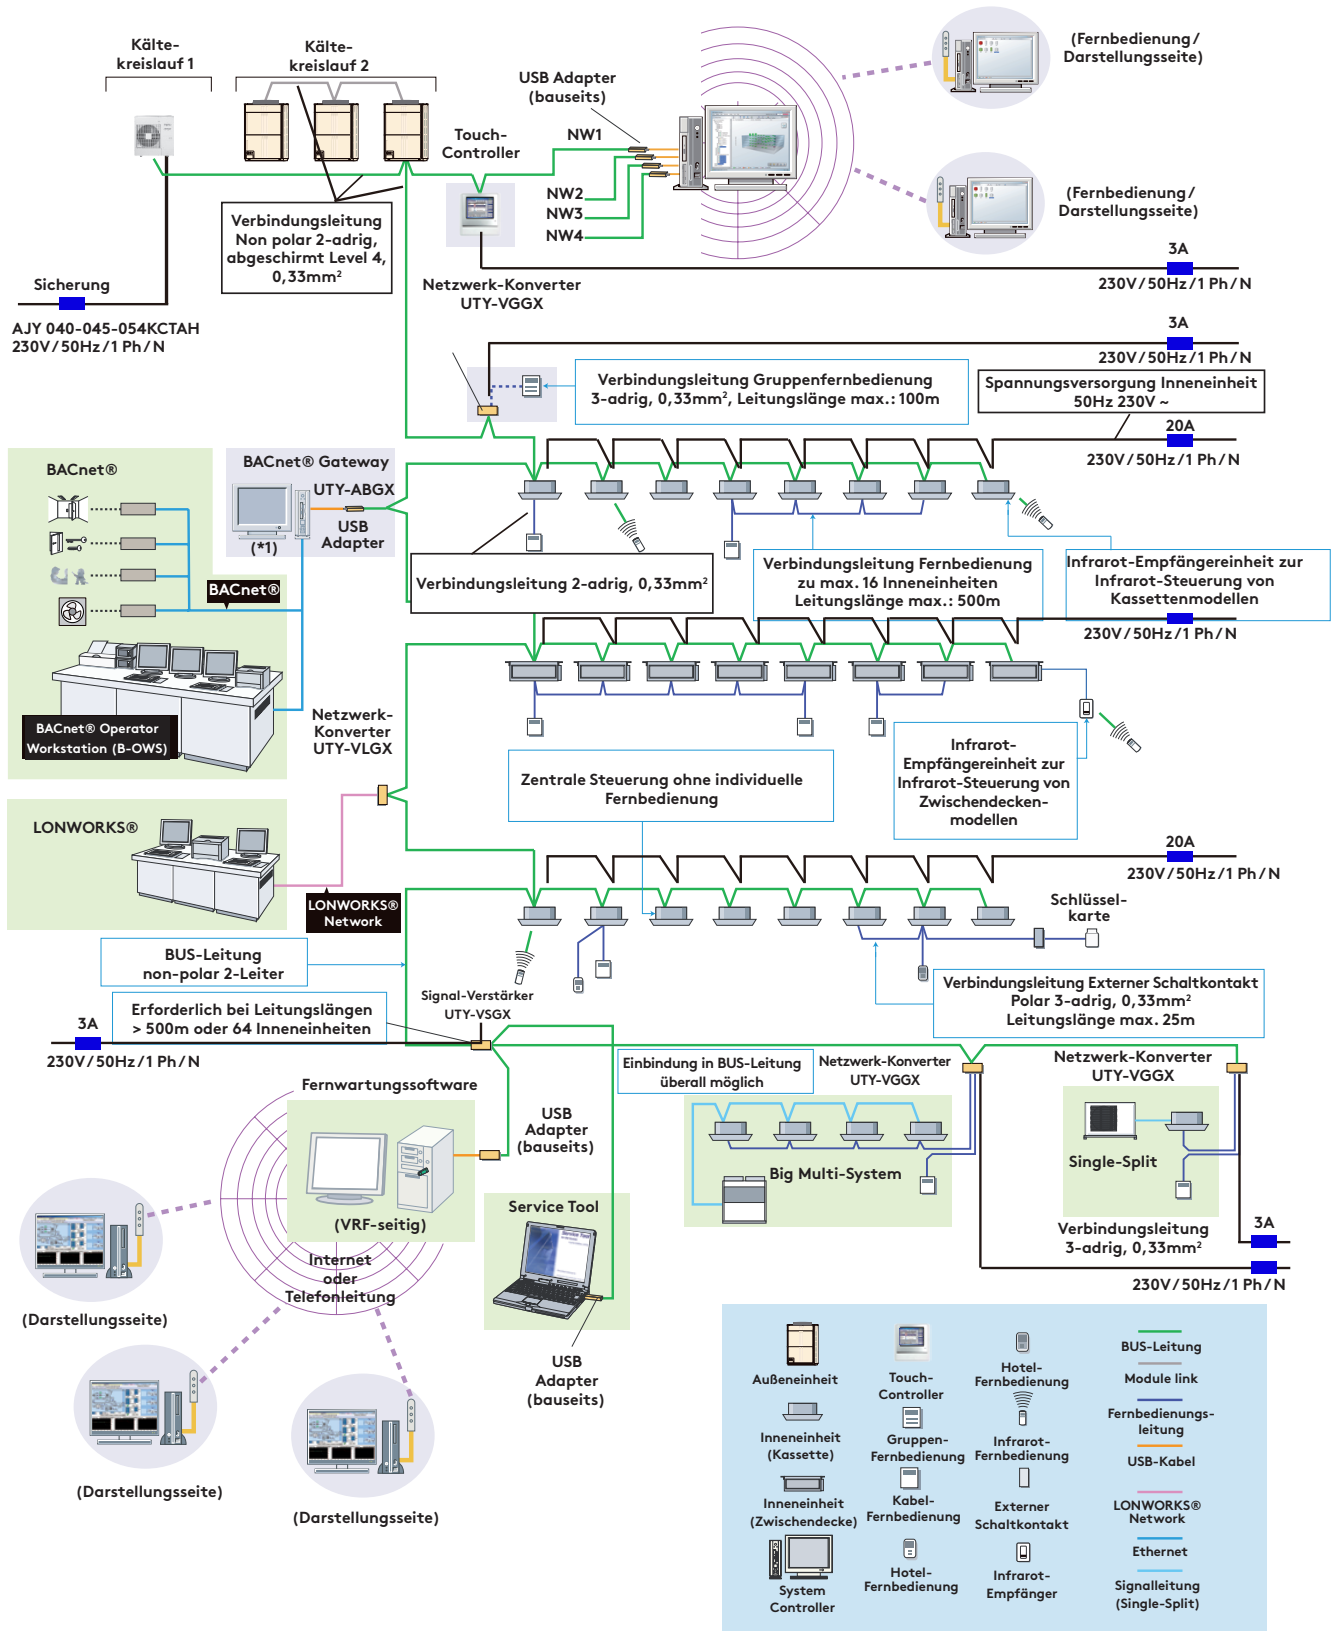 Kälte-
kreislauf 1
Kälte-
kreislauf 2
USB Adapter
(bauseits)
Touch-
Controller
NW1
NW2
NW3
NW4
(Fernbedienung/
Darstellungsseite)
(Fernbedienung/
Darstellungsseite)
Verbindungsleitung
Non polar 2-adrig,
abgeschirmt Level 4,
0,33mm²
Netzwerk-Konverter
UTY-VGGX
3A
230V/50Hz/1 Ph/N
Sicherung
AJY 040-045-054KCTAH
230V/50Hz/1 Ph/N
3A
230V/50Hz/1 Ph/N
Verbindungsleitung Gruppenfernbedienung
3-adrig, 0,33mm², Leitungslänge max.: 100m
Spannungsversorgung Inneneinheit
50Hz 230V ~
20A
230V/50Hz/1 Ph/N
BACnet®
BACnet® Gateway
UTY-ABGX
USB
Adapter
(*1)
BACnet®
Verbindungsleitung 2-adrig, 0,33mm²
Verbindungsleitung Fernbedienung
zu max. 16 Inneneinheiten
Leitungslänge max.: 500m
Infrarot-Empfängereinheit zur
Infrarot-Steuerung von
Kassettenmodellen
230V/50Hz/1 Ph/N
BACnet® Operator
Workstation (B-OWS)
Netzwerk-
Konverter
UTY-VLGX
Zentrale Steuerung ohne individuelle
Fernbedienung
Infrarot-
Empfängereinheit zur
Infrarot-Steuerung von
Zwischendecken-
modellen
LONWORKS®
LONWORKS®
Network
20A
230V/50Hz/1 Ph/N
Schlüssel-
karte
BUS-Leitung
non-polar 2-Leiter
Erforderlich bei Leitungslängen
> 500m oder 64 Inneneinheiten
Signal-Verstärker
UTY-VSGX
Verbindungsleitung Externer Schaltkontakt
Polar 3-adrig, 0,33mm²
Leitungslänge max. 25m
3A
230V/50Hz/1 Ph/N
Einbindung in BUS-Leitung
überall möglich
Netzwerk-Konverter
UTY-VGGX
Netzwerk-Konverter
UTY-VGGX
Fernwartungssoftware
USB
Adapter
(bauseits)
(VRF-seitig)
Big Multi-System
Single-Split
Service Tool
Verbindungsleitung
3-adrig, 0,33mm²
3A
230V/50Hz/1 Ph/N
Internet
oder
Telefonleitung
(Darstellungsseite)
(Darstellungsseite)
(Darstellungsseite)
USB
Adapter
(bauseits)
Außeneinheit
Touch-
Controller
Hotel-
Fernbedienung
BUS-Leitung
Module link
Inneneinheit
(Kassette)
Gruppen-
Fernbedienung
Infrarot-
Fernbedienung
Fernbedienungs-
leitung
USB-Kabel
Inneneinheit
(Zwischendecke)
Kabel-
Fernbedienung
Externer
Schaltkontakt
LONWORKS®
Network
Ethernet
System
Controller
Hotel-
Fernbedienung
Infrarot-
Empfänger
Signalleitung
(Single-Split)